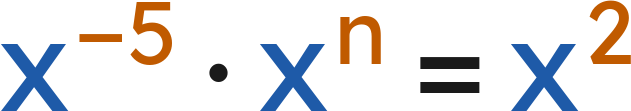 x⁻⁵ · xⁿ = x²